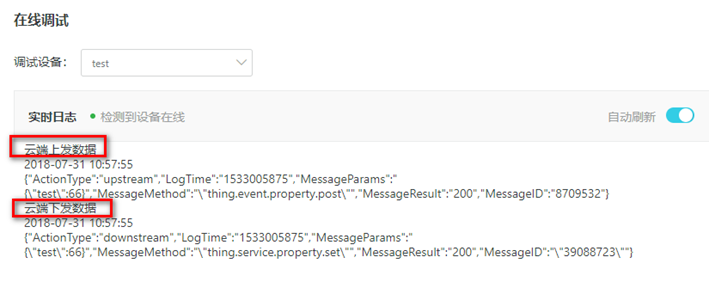 在线调试
调试设备： test
实时日志 检测到设备在线 自动刷新
云端上发数据
2018-07-31 10:57:55
{"ActionType":"upstream","LogTime":"1533005875","MessageParams":"
{\"test\":66}","MessageMethod":"\"thing.event.property.post\"","MessageResult":"200","MessageID":"8709532"}
云端下发数据
2018-07-31 10:57:55
{"ActionType":"downstream","LogTime":"1533005875","MessageParams":"
{\"test\":66}","MessageMethod":"\"thing.service.property.set\"","MessageResult":"200","MessageID":"\"39088723\""}